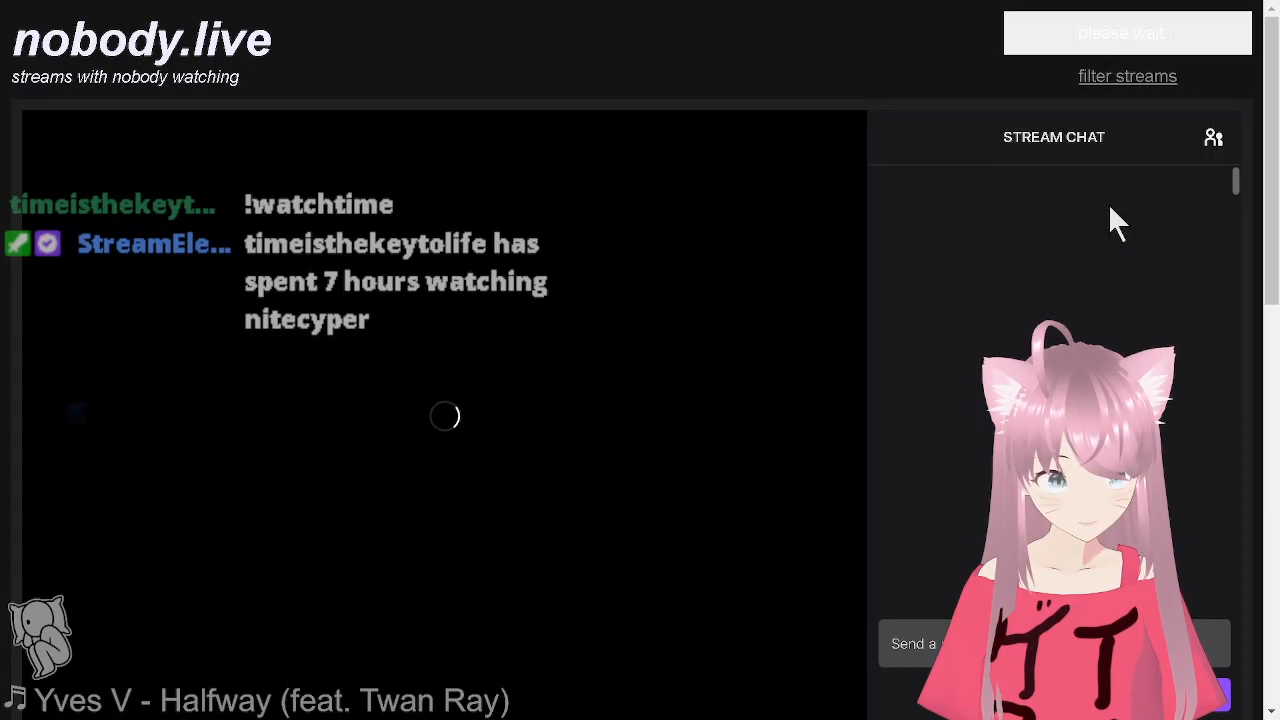 nobody.live
streams with nobody watching
please wait.
filter streams
STREAM CHAT
timeisthekeyt... !watchtime
StreamEle... timeisthekeytolife has
spent 7 hours watching
nitecyper
Send a
ゲイ
Yves V - Halfway (feat. Twan Ray)